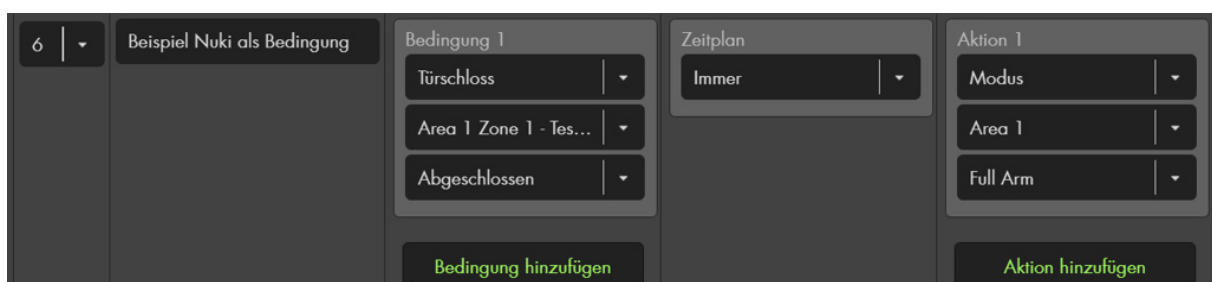 6
Beispiel Nuki als Bedingung
Bedingung 1
Türschloss
Area 1 Zone 1 - Tes...
Abgeschlossen
Bedingung hinzufügen
Zeitplan
Immer
Aktion 1
Modus
Area 1
Full Arm
Aktion hinzufügen